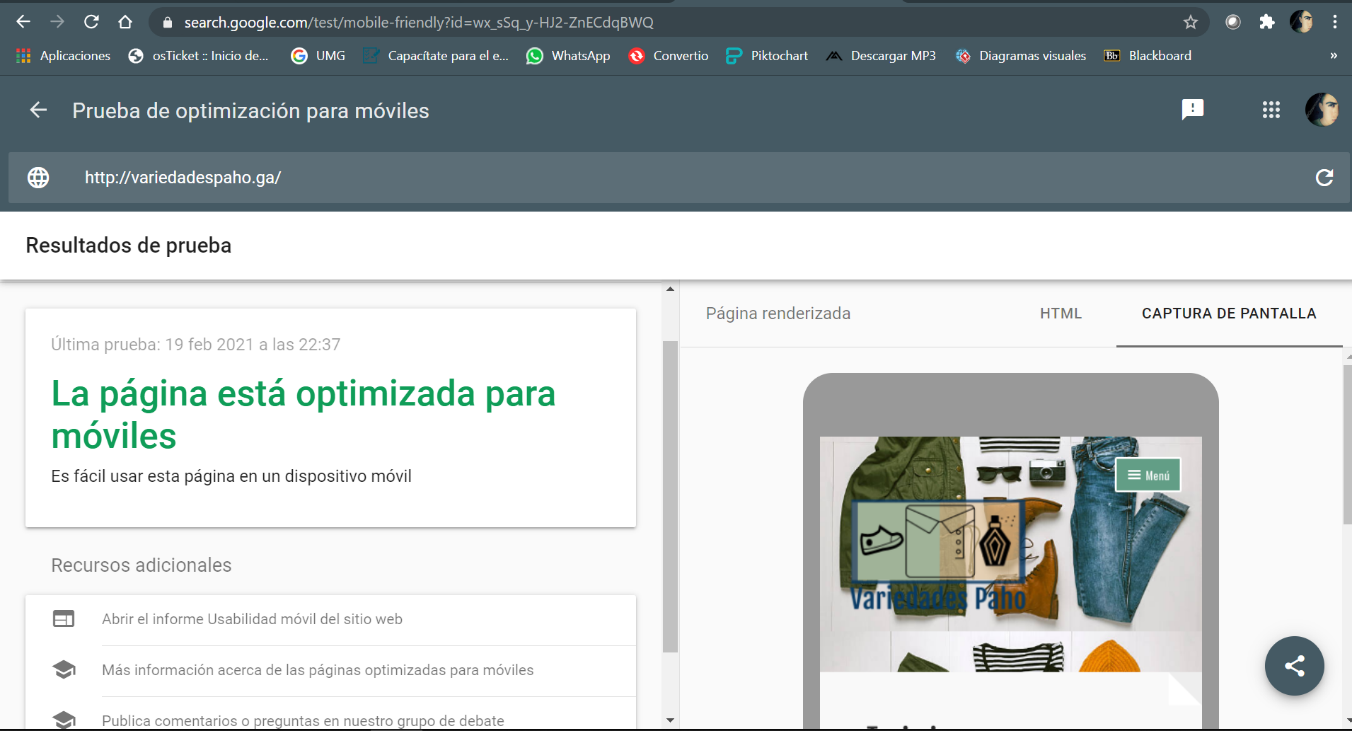 search.google.com/test/mobile-friendly?id=wx_sSq_y-HJ2-ZnECdqBWQ
Aplicaciones
osTicket :: Inicio de...
UMG
Capacítate para el e...
WhatsApp
Convertio
Piktochart
Descargar MP3
Diagramas visuales
Bb
Blackboard
»
Prueba de optimización para móviles
http://variedadespaho.ga/
Resultados de prueba
Última prueba: 19 feb 2021 a las 22:37
La página está optimizada para
móviles
Es fácil usar esta página en un dispositivo móvil
Recursos adicionales
Abrir el informe Usabilidad móvil del sitio web
Más información acerca de las páginas optimizadas para móviles
Publica comentarios o preguntas en nuestro grupo de debate
Página renderizada
HTML
CAPTURA DE PANTALLA
Menú
Variedades Paho